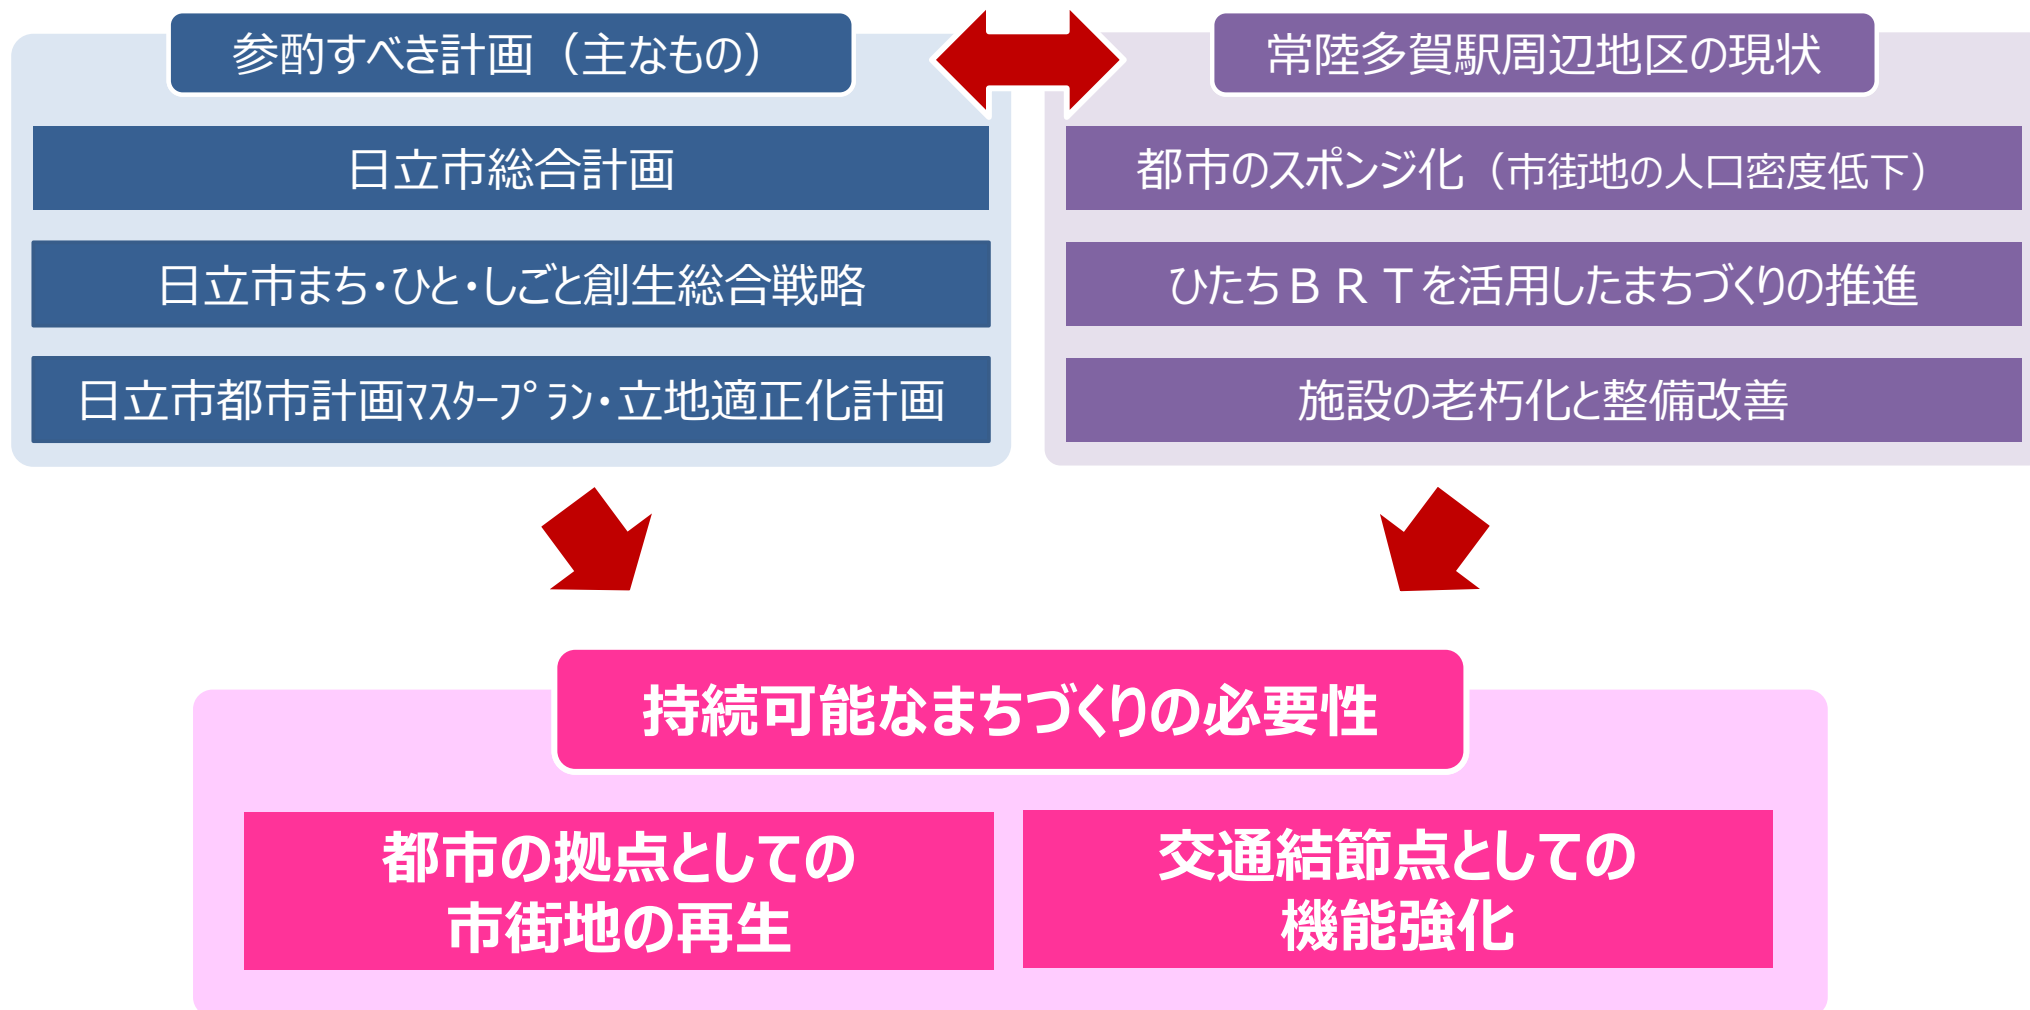 参酌すべき計画（主なもの）
日立市総合計画
日立市まち・ひと・しごと創生総合戦略
日立市都市計画ﾏｽﾀｰﾌﾟﾗﾝ・立地適正化計画
常陸多賀駅周辺地区の現状
都市のスポンジ化（市街地の人口密度低下）
ひたちＢＲＴを活用したまちづくりの推進
施設の老朽化と整備改善
持続可能なまちづくりの必要性
都市の拠点としての
市街地の再生
交通結節点としての
機能強化